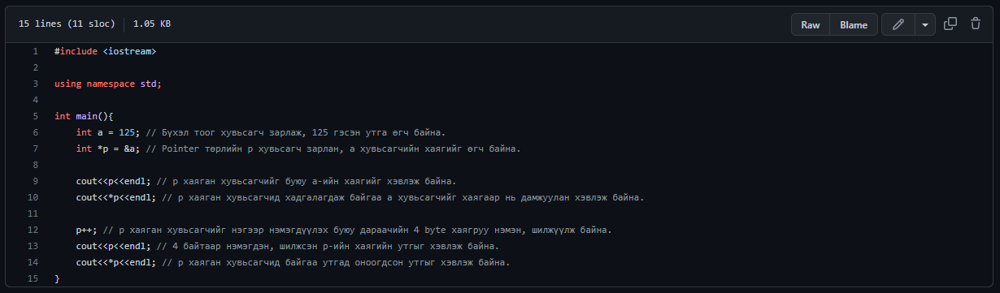 15 lines (11 sloc) 1.05 KB Raw Blame
1 #include <iostream>
2
3 using namespace std;
4
5 int main(){
6 int a = 125; // Бүхэл тоог хувьсагч зарлаж, 125 гэсэн утга өгч байна.
7 int *p = &a; // Pointer төрлийн p хувьсагч зарлан, a хувьсагчийн хаягийг өгч байна.
8
9 cout<<p<<endl; // p хаяган хувьсагчийг буюу a-ийн хаягийг хэвлэж байна.
10 cout<<*p<<endl; // p хаяган хувьсагчид хадгалагдаж байгаа a хувьсагчийг хаягаар нь дамжуулан хэвлэж байна.
11
12 p++; // p хаяган хувьсагчийг нэгээр нэмэгдүүлэх буюу дараачийн 4 byte хаягруу нэмэн, шилжүүлж байна.
13 cout<<p<<endl; // 4 байтаар нэмэгдэн, шилжсэн p-ийн хаягийн утгыг хэвлэж байна.
14 cout<<*p<<endl; // p хаяган хувьсагчид байгаа утгад оноогдсон утгыг хэвлэж байна.
15 }